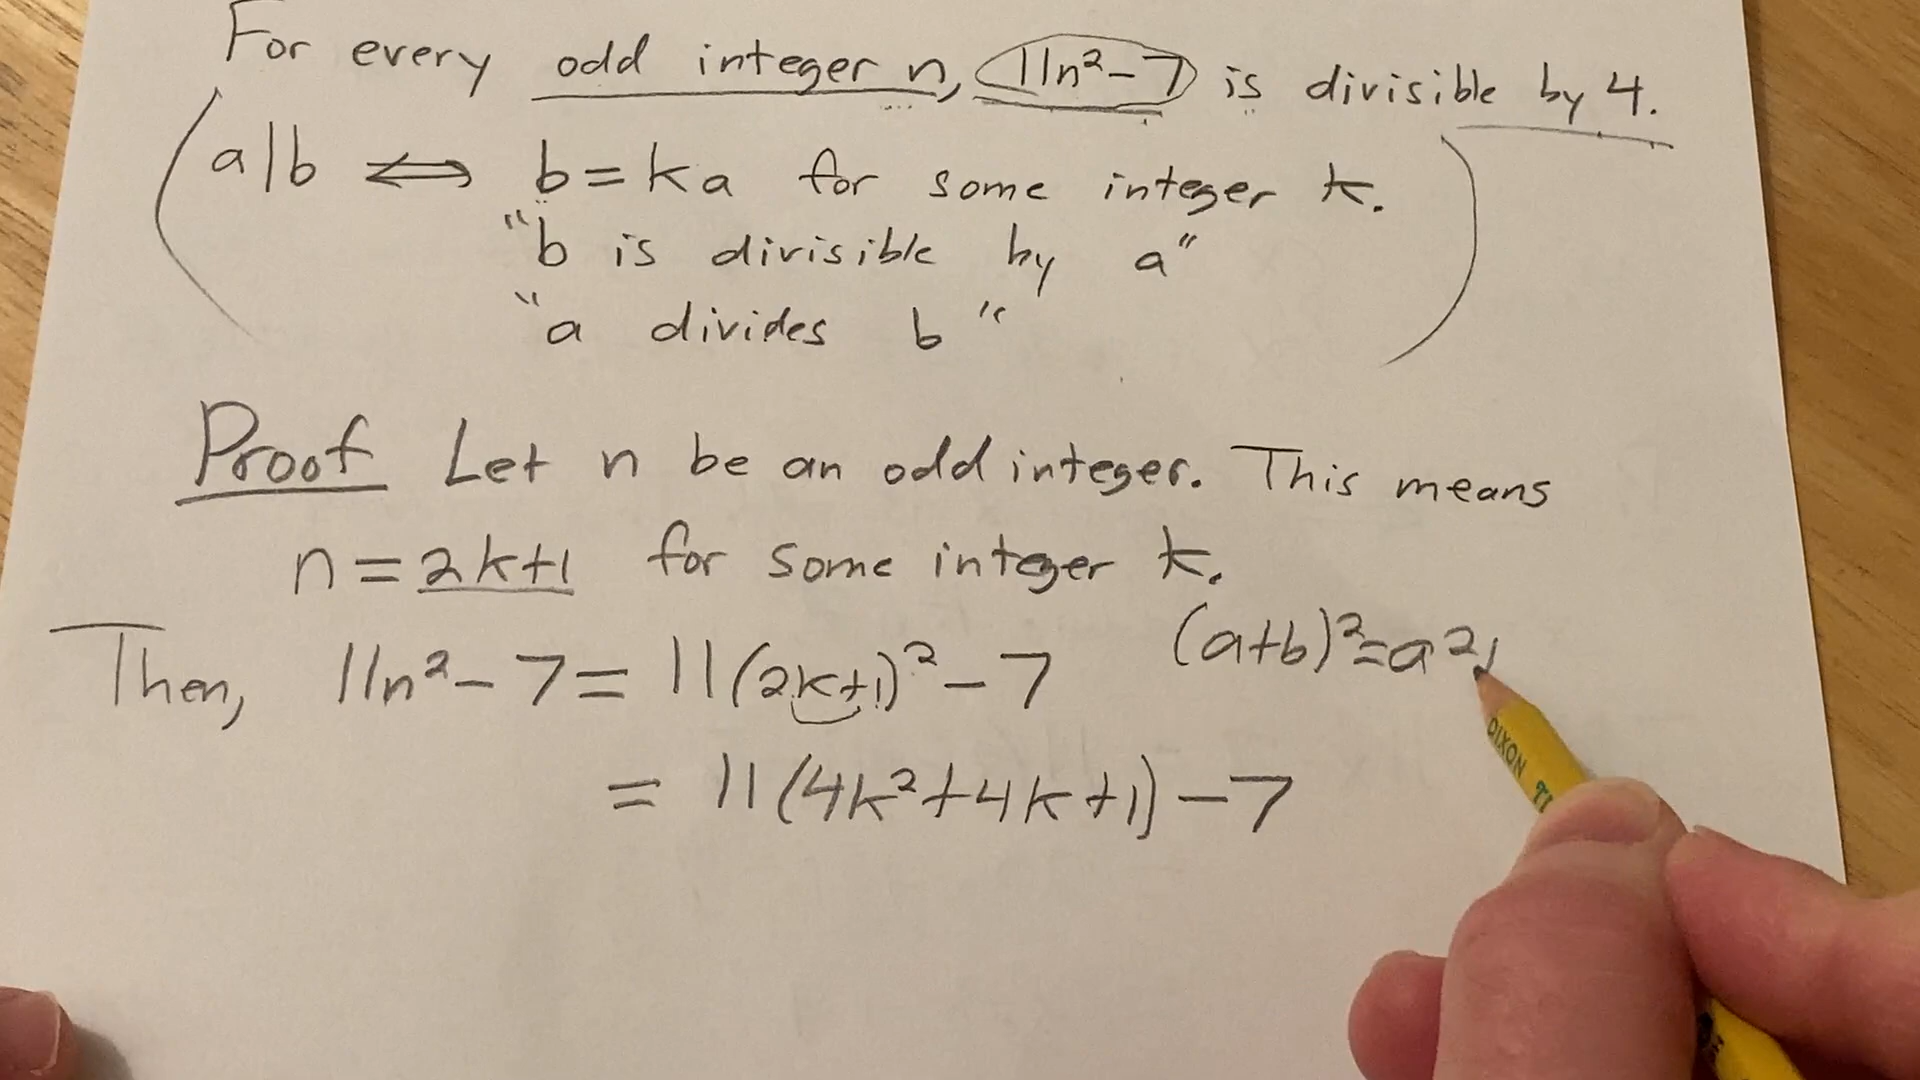 For every odd integer n, 11n²-7 is divisible by 4.
a|b ⟺ b=ka for some integer k.
"b is divisible by a"
"a divides b"
Proof Let n be an odd integer. This means
n=2k+1 for some integer k.
(a+b)²=a²+
Then, 11n²-7=11(2k+1)²-7
=11(4k²+4k+1)-7
DIXON TI